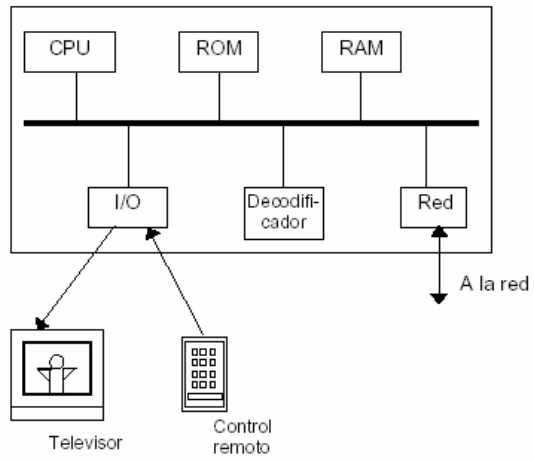 CPU
ROM
RAM
I/O
Decodifi-
cador
Red
A la red
Televisor
Control
remoto